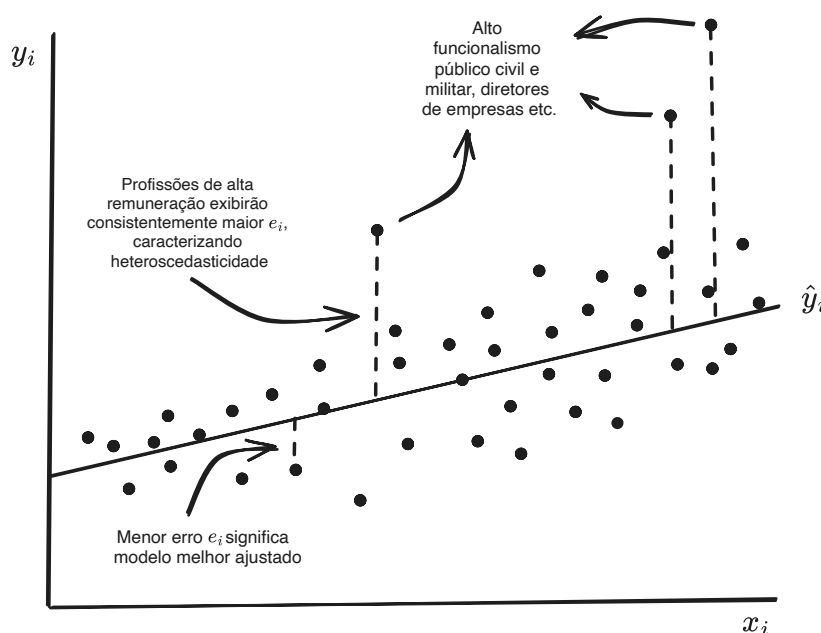 Alto
funcionalismo
público civil e
militar, diretores
de empresas etc.
yᵢ
Profissões de alta
remuneração exibirão
consistentemente maior eᵢ,
caracterizando
heteroscedasticidade
ŷᵢ
Menor erro eᵢ significa
modelo melhor ajustado
xᵢ